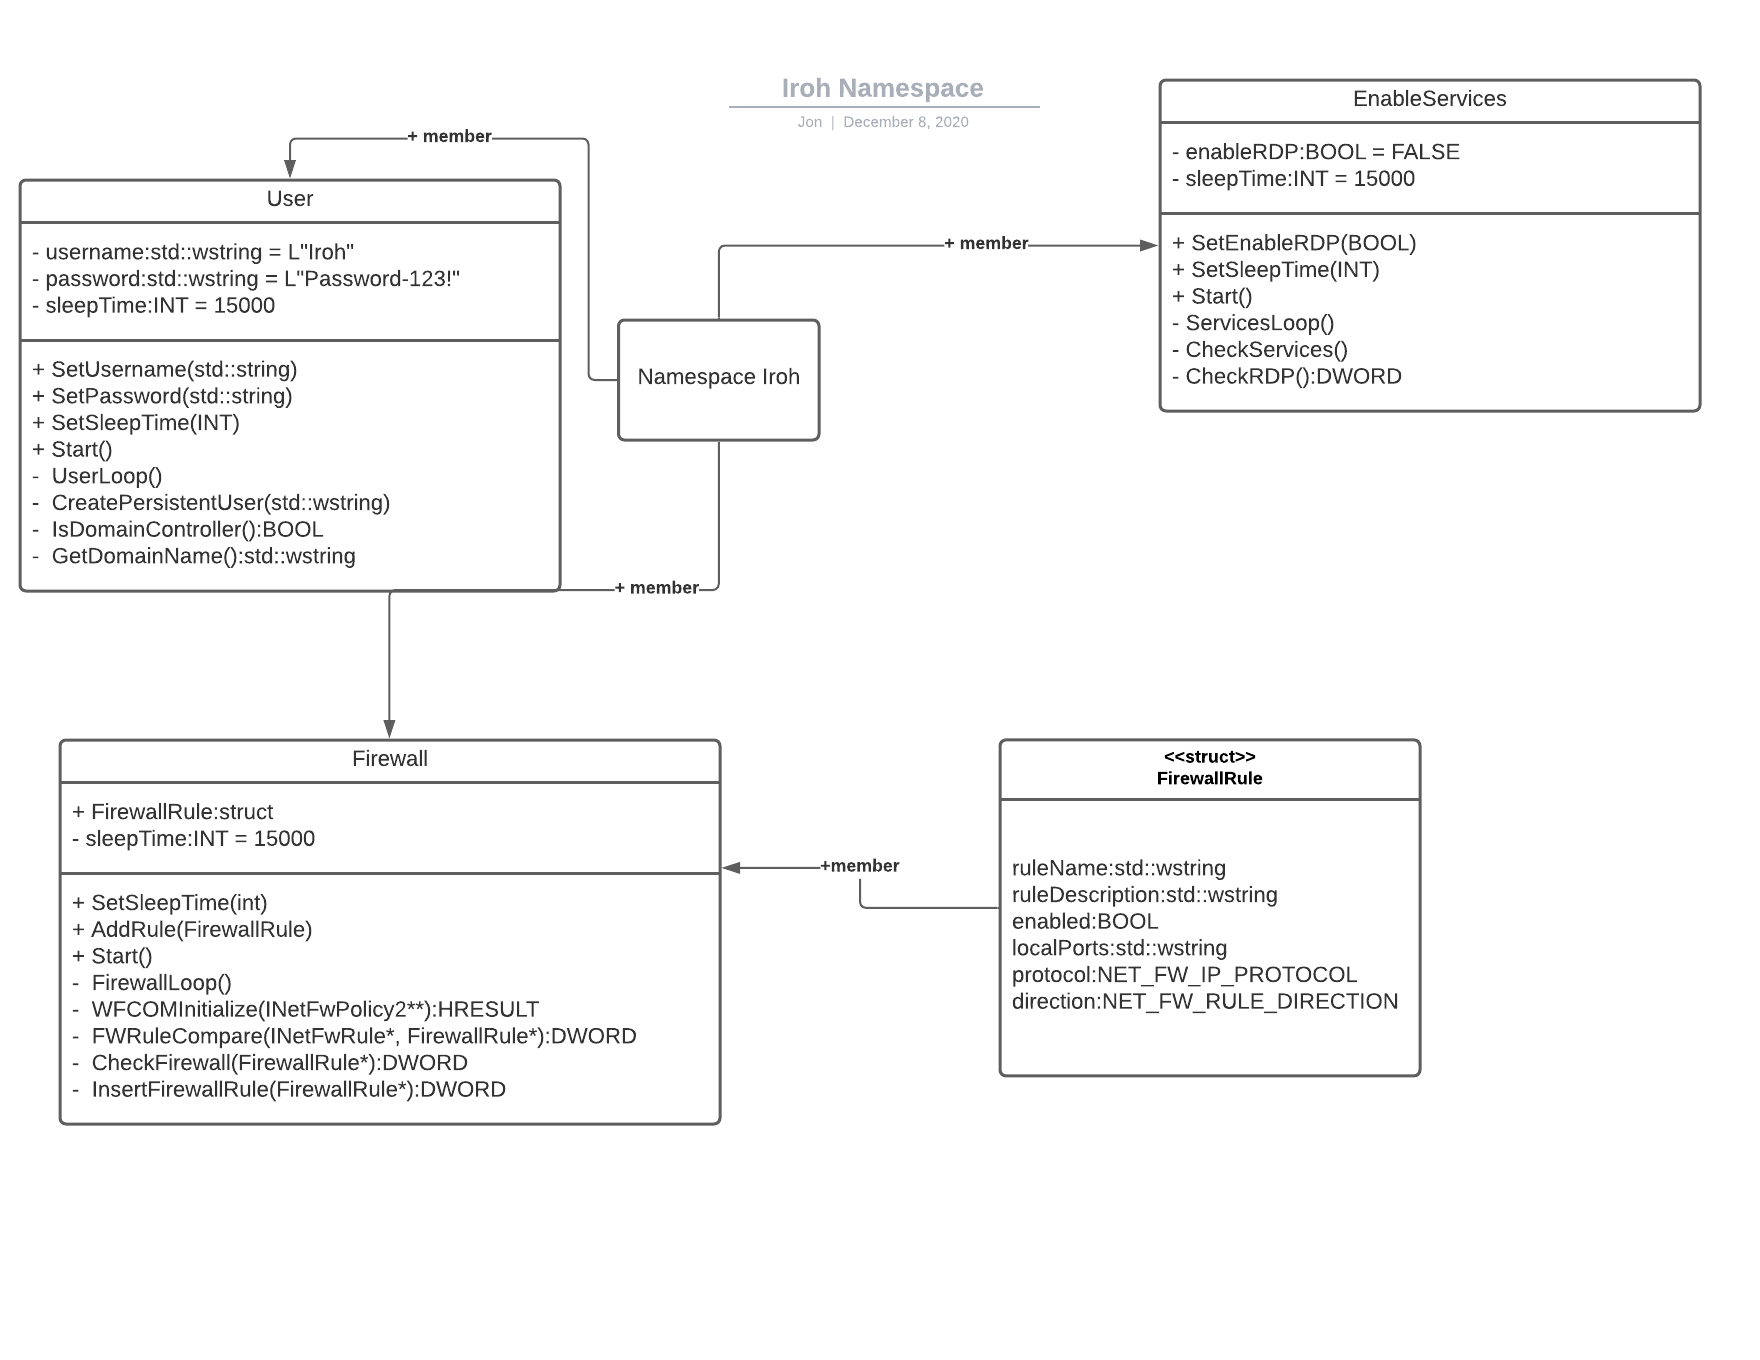 Iroh Namespace
Jon | December 8, 2020
+ member
User
- username:std::wstring = L"Iroh"
- password:std::wstring = L"Password-123!"
- sleepTime:INT = 15000
+ SetUsername(std::string)
+ SetPassword(std::string)
+ SetSleepTime(INT)
+ Start()
- UserLoop()
- CreatePersistentUser(std::wstring)
- IsDomainController():BOOL
- GetDomainName():std::wstring
Namespace Iroh
+ member
EnableServices
- enableRDP:BOOL = FALSE
- sleepTime:INT = 15000
+ SetEnableRDP(BOOL)
+ SetSleepTime(INT)
+ Start()
- ServicesLoop()
- CheckServices()
- CheckRDP():DWORD
+ member
Firewall
+ FirewallRule:struct
- sleepTime:INT = 15000
+ SetSleepTime(int)
+ AddRule(FirewallRule)
+ Start()
- FirewallLoop()
- WFCOMInitialize(INetFwPolicy2**):HRESULT
- FWRuleCompare(INetFwRule*, FirewallRule*):DWORD
- CheckFirewall(FirewallRule*):DWORD
- InsertFirewallRule(FirewallRule*):DWORD
+member
<<struct>>
FirewallRule
ruleName:std::wstring
ruleDescription:std::wstring
enabled:BOOL
localPorts:std::wstring
protocol:NET_FW_IP_PROTOCOL
direction:NET_FW_RULE_DIRECTION